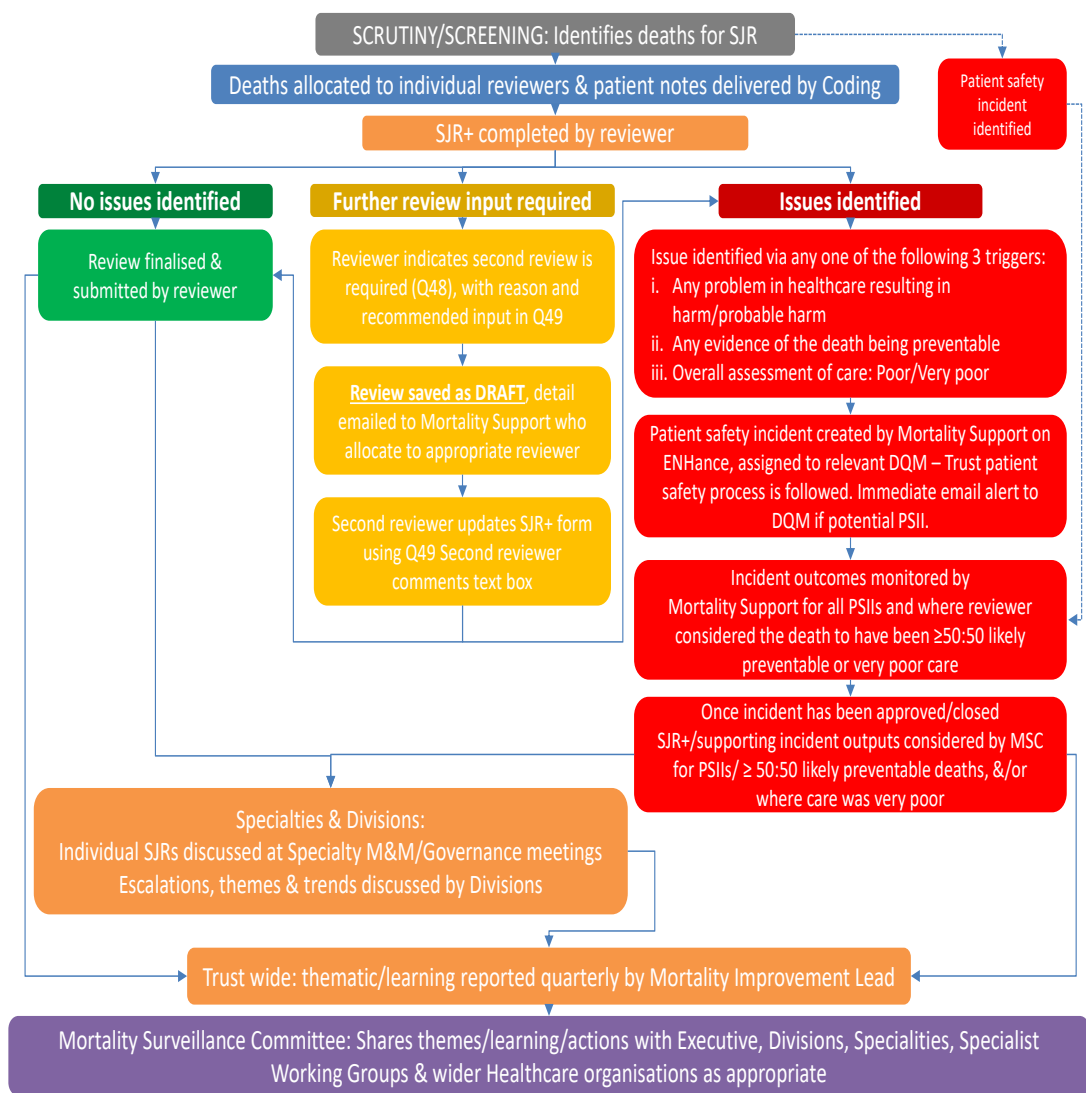 SCRUTINY/SCREENING: Identifies deaths for SJR
Patient safety
incident
identified
Deaths allocated to individual reviewers & patient notes delivered by Coding
SJR+ completed by reviewer
No issues identified
Further review input required
Issues identified
Review finalised &
submitted by reviewer
Reviewer indicates second review is
required (Q48), with reason and
recommended input in Q49
Review saved as DRAFT, detail
emailed to Mortality Support who
allocate to appropriate reviewer
Second reviewer updates SJR+ form
using Q49 Second reviewer
comments text box
Issue identified via any one of the following 3 triggers:
i. Any problem in healthcare resulting in
harm/probable harm
ii. Any evidence of the death being preventable
iii. Overall assessment of care: Poor/Very poor
Patient safety incident created by Mortality Support on
ENHance, assigned to relevant DQM – Trust patient
safety process is followed. Immediate email alert to
DQM if potential PSII.
Incident outcomes monitored by
Mortality Support for all PSIIs and where reviewer
considered the death to have been ≥50:50 likely
preventable or very poor care
Once incident has been approved/closed
SJR+/supporting incident outputs considered by MSC
for PSIIs/ ≥ 50:50 likely preventable deaths, &/or
where care was very poor
Specialties & Divisions:
Individual SJRs discussed at Specialty M&M/Governance meetings
Escalations, themes & trends discussed by Divisions
Trust wide: thematic/learning reported quarterly by Mortality Improvement Lead
Mortality Surveillance Committee: Shares themes/learning/actions with Executive, Divisions, Specialities, Specialist
Working Groups & wider Healthcare organisations as appropriate